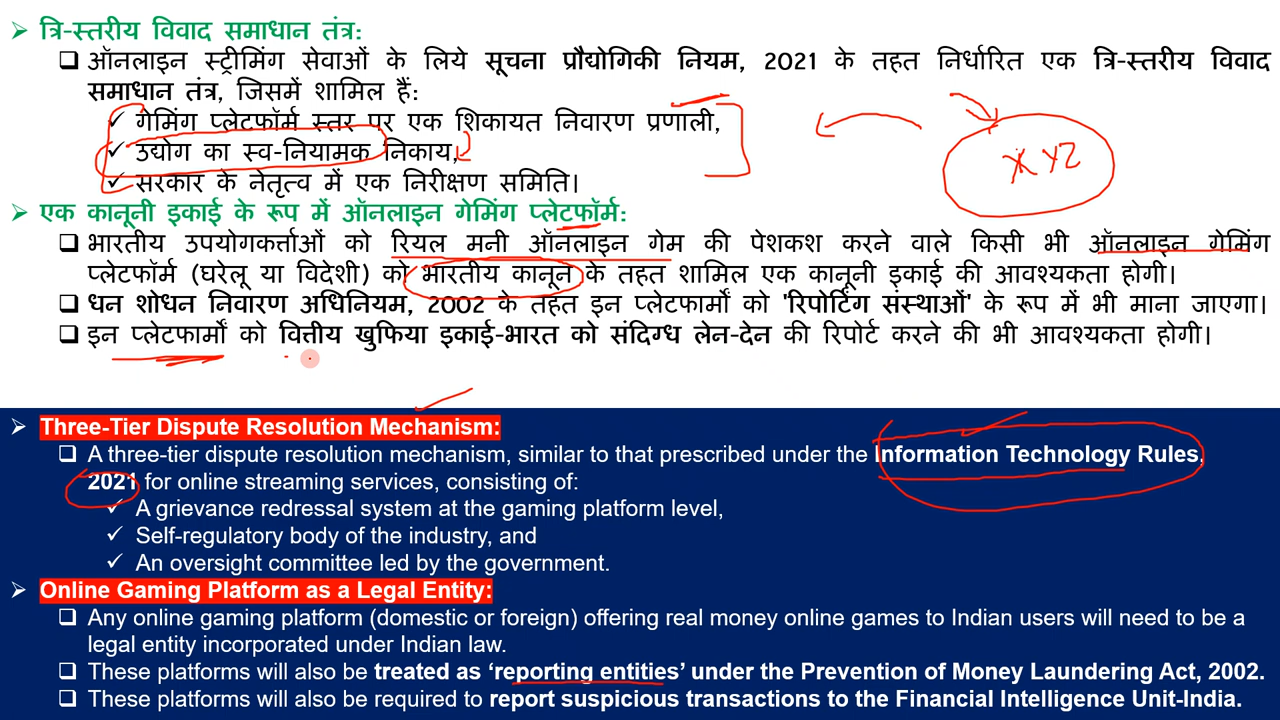 ➢ त्रि-स्तरीय विवाद समाधान तंत्र:
❑ ऑनलाइन स्ट्रीमिंग सेवाओं के लिये सूचना प्रौद्योगिकी नियम, 2021 के तहत निर्धारित एक त्रि-स्तरीय विवाद
समाधान तंत्र, जिसमें शामिल हैं:
✓ गेमिंग प्लेटफॉर्म स्तर पर एक शिकायत निवारण प्रणाली,
✓ उद्योग का स्व-नियामक निकाय,
✓ सरकार के नेतृत्व में एक निरीक्षण समिति।
XYZ
➢ एक कानूनी इकाई के रूप में ऑनलाइन गेमिंग प्लेटफॉर्म:
❑ भारतीय उपयोगकर्त्ताओं को रियल मनी ऑनलाइन गेम की पेशकश करने वाले किसी भी ऑनलाइन गेमिंग
प्लेटफॉर्म (घरेलू या विदेशी) को भारतीय कानून के तहत शामिल एक कानूनी इकाई की आवश्यकता होगी।
❑ धन शोधन निवारण अधिनियम, 2002 के तहत इन प्लेटफार्मों को 'रिपोर्टिंग संस्थाओं' के रूप में भी माना जाएगा।
❑ इन प्लेटफार्मों को वित्तीय खुफिया इकाई-भारत को संदिग्ध लेन-देन की रिपोर्ट करने की भी आवश्यकता होगी।
➢ Three-Tier Dispute Resolution Mechanism:
❑ A three-tier dispute resolution mechanism, similar to that prescribed under the Information Technology Rules,
2021 for online streaming services, consisting of:
✓ A grievance redressal system at the gaming platform level,
✓ Self-regulatory body of the industry, and
✓ An oversight committee led by the government.
➢ Online Gaming Platform as a Legal Entity:
❑ Any online gaming platform (domestic or foreign) offering real money online games to Indian users will need to be a
legal entity incorporated under Indian law.
❑ These platforms will also be treated as ‘reporting entities’ under the Prevention of Money Laundering Act, 2002.
❑ These platforms will also be required to report suspicious transactions to the Financial Intelligence Unit-India.